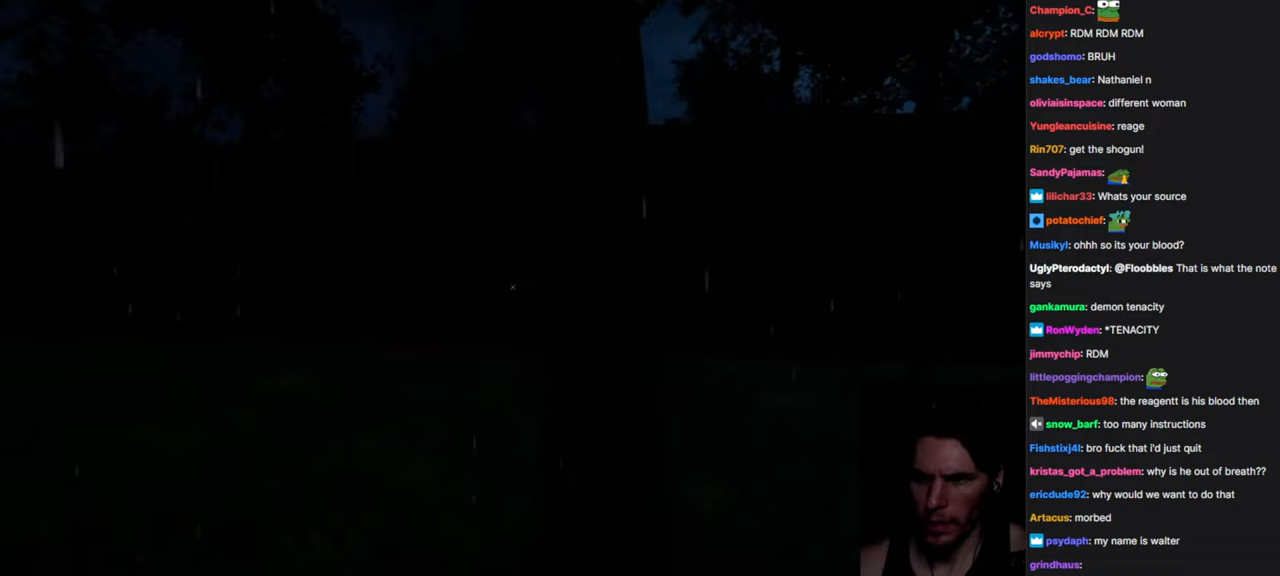 Champion_C:
alcrypt: RDM RDM RDM
godshomo: BRUH
shakes_bear: Nathaniel n
oliviaisinspace: different woman
Yungleancuisine: reage
Rin707: get the shogun!
SandyPajamas:
lilichar33: Whats your source
potatochief:
Musikyl: ohhh so its your blood?
UglyPterodactyl: @Floobbles That is what the note
says
gankamura: demon tenacity
RonWyden: *TENACITY
jimmychip: RDM
littlepoggingchampion:
TheMisterious98: the reagentt is his blood then
snow_barf: too many instructions
Fishstixj4l: bro fuck that i'd just quit
kristas_got_a_problem: why is he out of breath??
ericdude92: why would we want to do that
Artacus: morbed
psydaph: my name is walter
grindhaus: